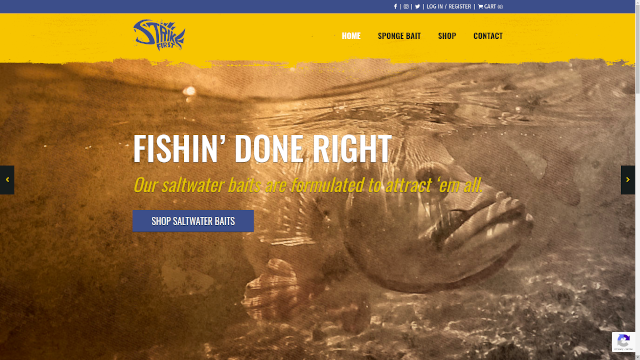 LOG IN / REGISTER | CART (0)
STRIKE
FIRST
HOME SPONGE BAIT SHOP CONTACT
FISHIN' DONE RIGHT
Our saltwater baits are formulated to attract 'em all.
SHOP SALTWATER BAITS